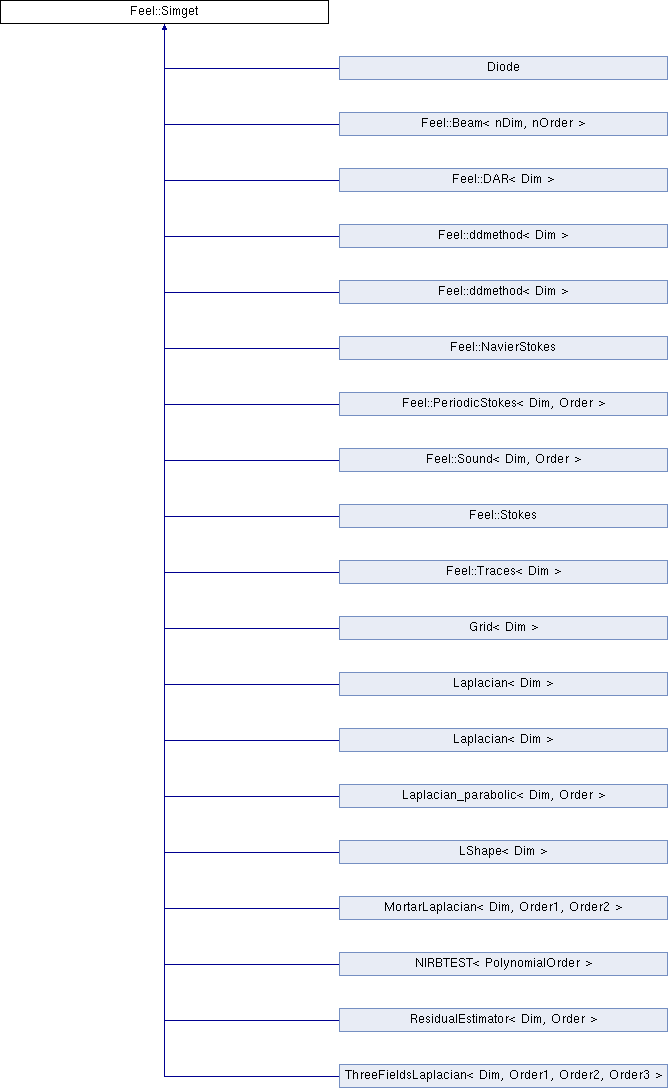 Feel::Simget
Diode
Feel::Beam< nDim, nOrder >
Feel::DAR< Dim >
Feel::ddmethod< Dim >
Feel::ddmethod< Dim >
Feel::NavierStokes
Feel::PeriodicStokes< Dim, Order >
Feel::Sound< Dim, Order >
Feel::Stokes
Feel::Traces< Dim >
Grid< Dim >
Laplacian< Dim >
Laplacian< Dim >
Laplacian_parabolic< Dim, Order >
LShape< Dim >
MortarLaplacian< Dim, Order1, Order2 >
NIRBTEST< PolynomialOrder >
ResidualEstimator< Dim, Order >
ThreeFieldsLaplacian< Dim, Order1, Order2, Order3 >